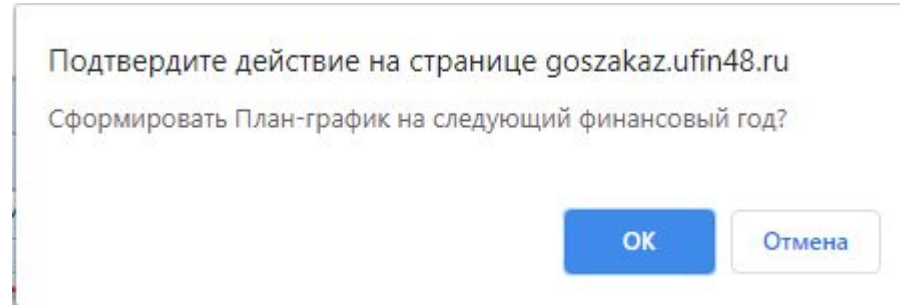 Подтвердите действие на странице goszakaz.ufin48.ru
Сформировать План-график на следующий финансовый год?
ОК
Отмена